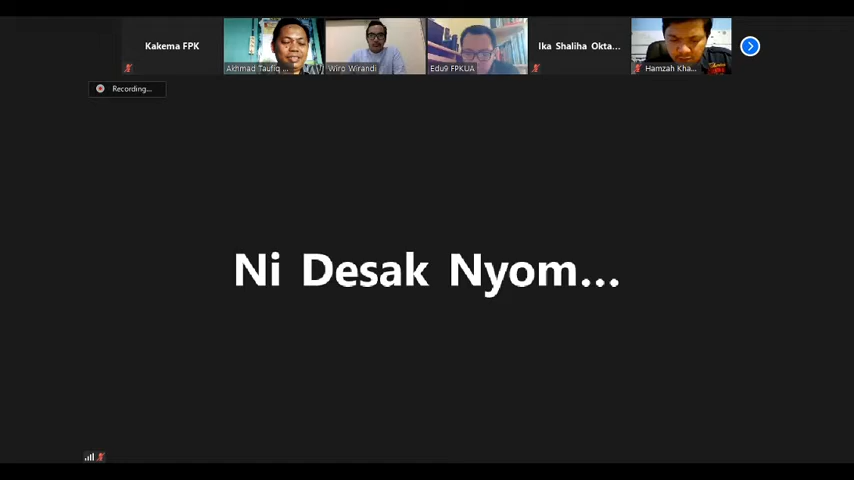 Kakema FPK
Akhmad Taufiq ...
Wiro Wirandi
Edu9 FPKUA
Ika Shaliha Okta...
Hamzah Kha...
Recording...
Ni Desak Nyom...